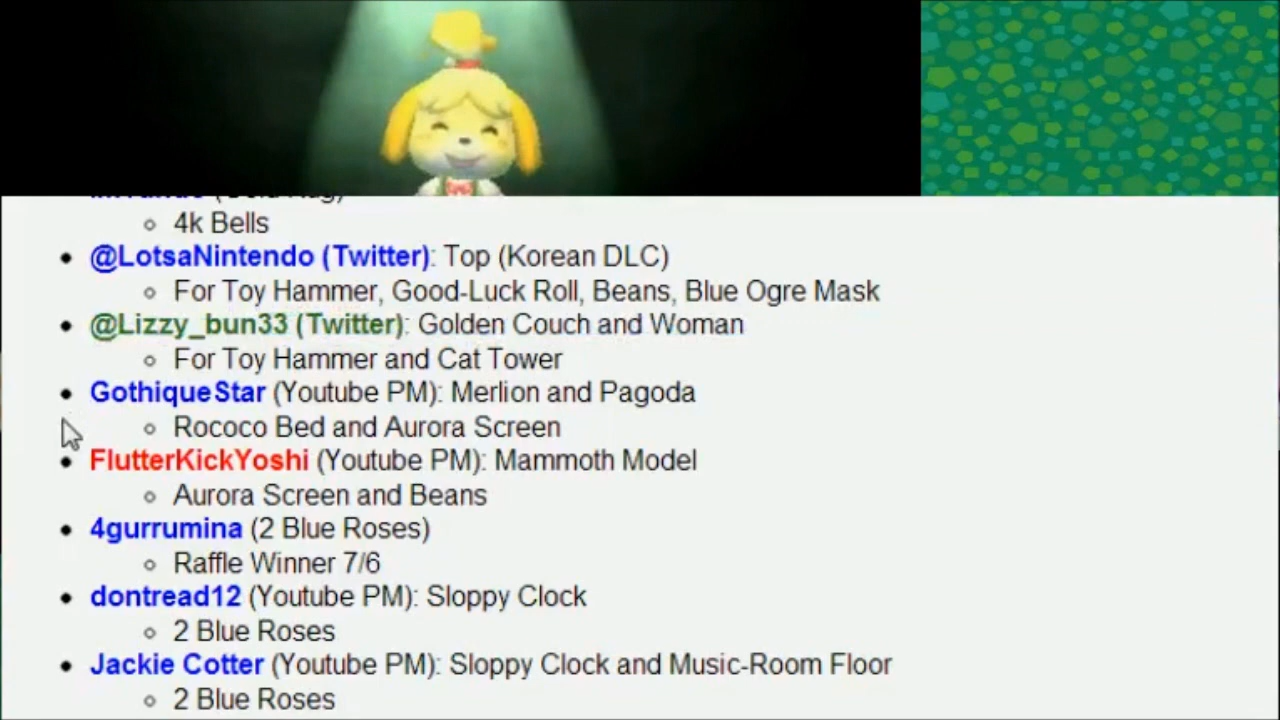 4k Bells
@LotsaNintendo (Twitter): Top (Korean DLC)
For Toy Hammer, Good-Luck Roll, Beans, Blue Ogre Mask
@Lizzy_bun33 (Twitter): Golden Couch and Woman
For Toy Hammer and Cat Tower
GothiqueStar (Youtube PM): Merlion and Pagoda
Rococo Bed and Aurora Screen
FlutterKickYoshi (Youtube PM): Mammoth Model
Aurora Screen and Beans
4gurrumina (2 Blue Roses)
Raffle Winner 7/6
dontread12 (Youtube PM): Sloppy Clock
2 Blue Roses
Jackie Cotter (Youtube PM): Sloppy Clock and Music-Room Floor
2 Blue Roses